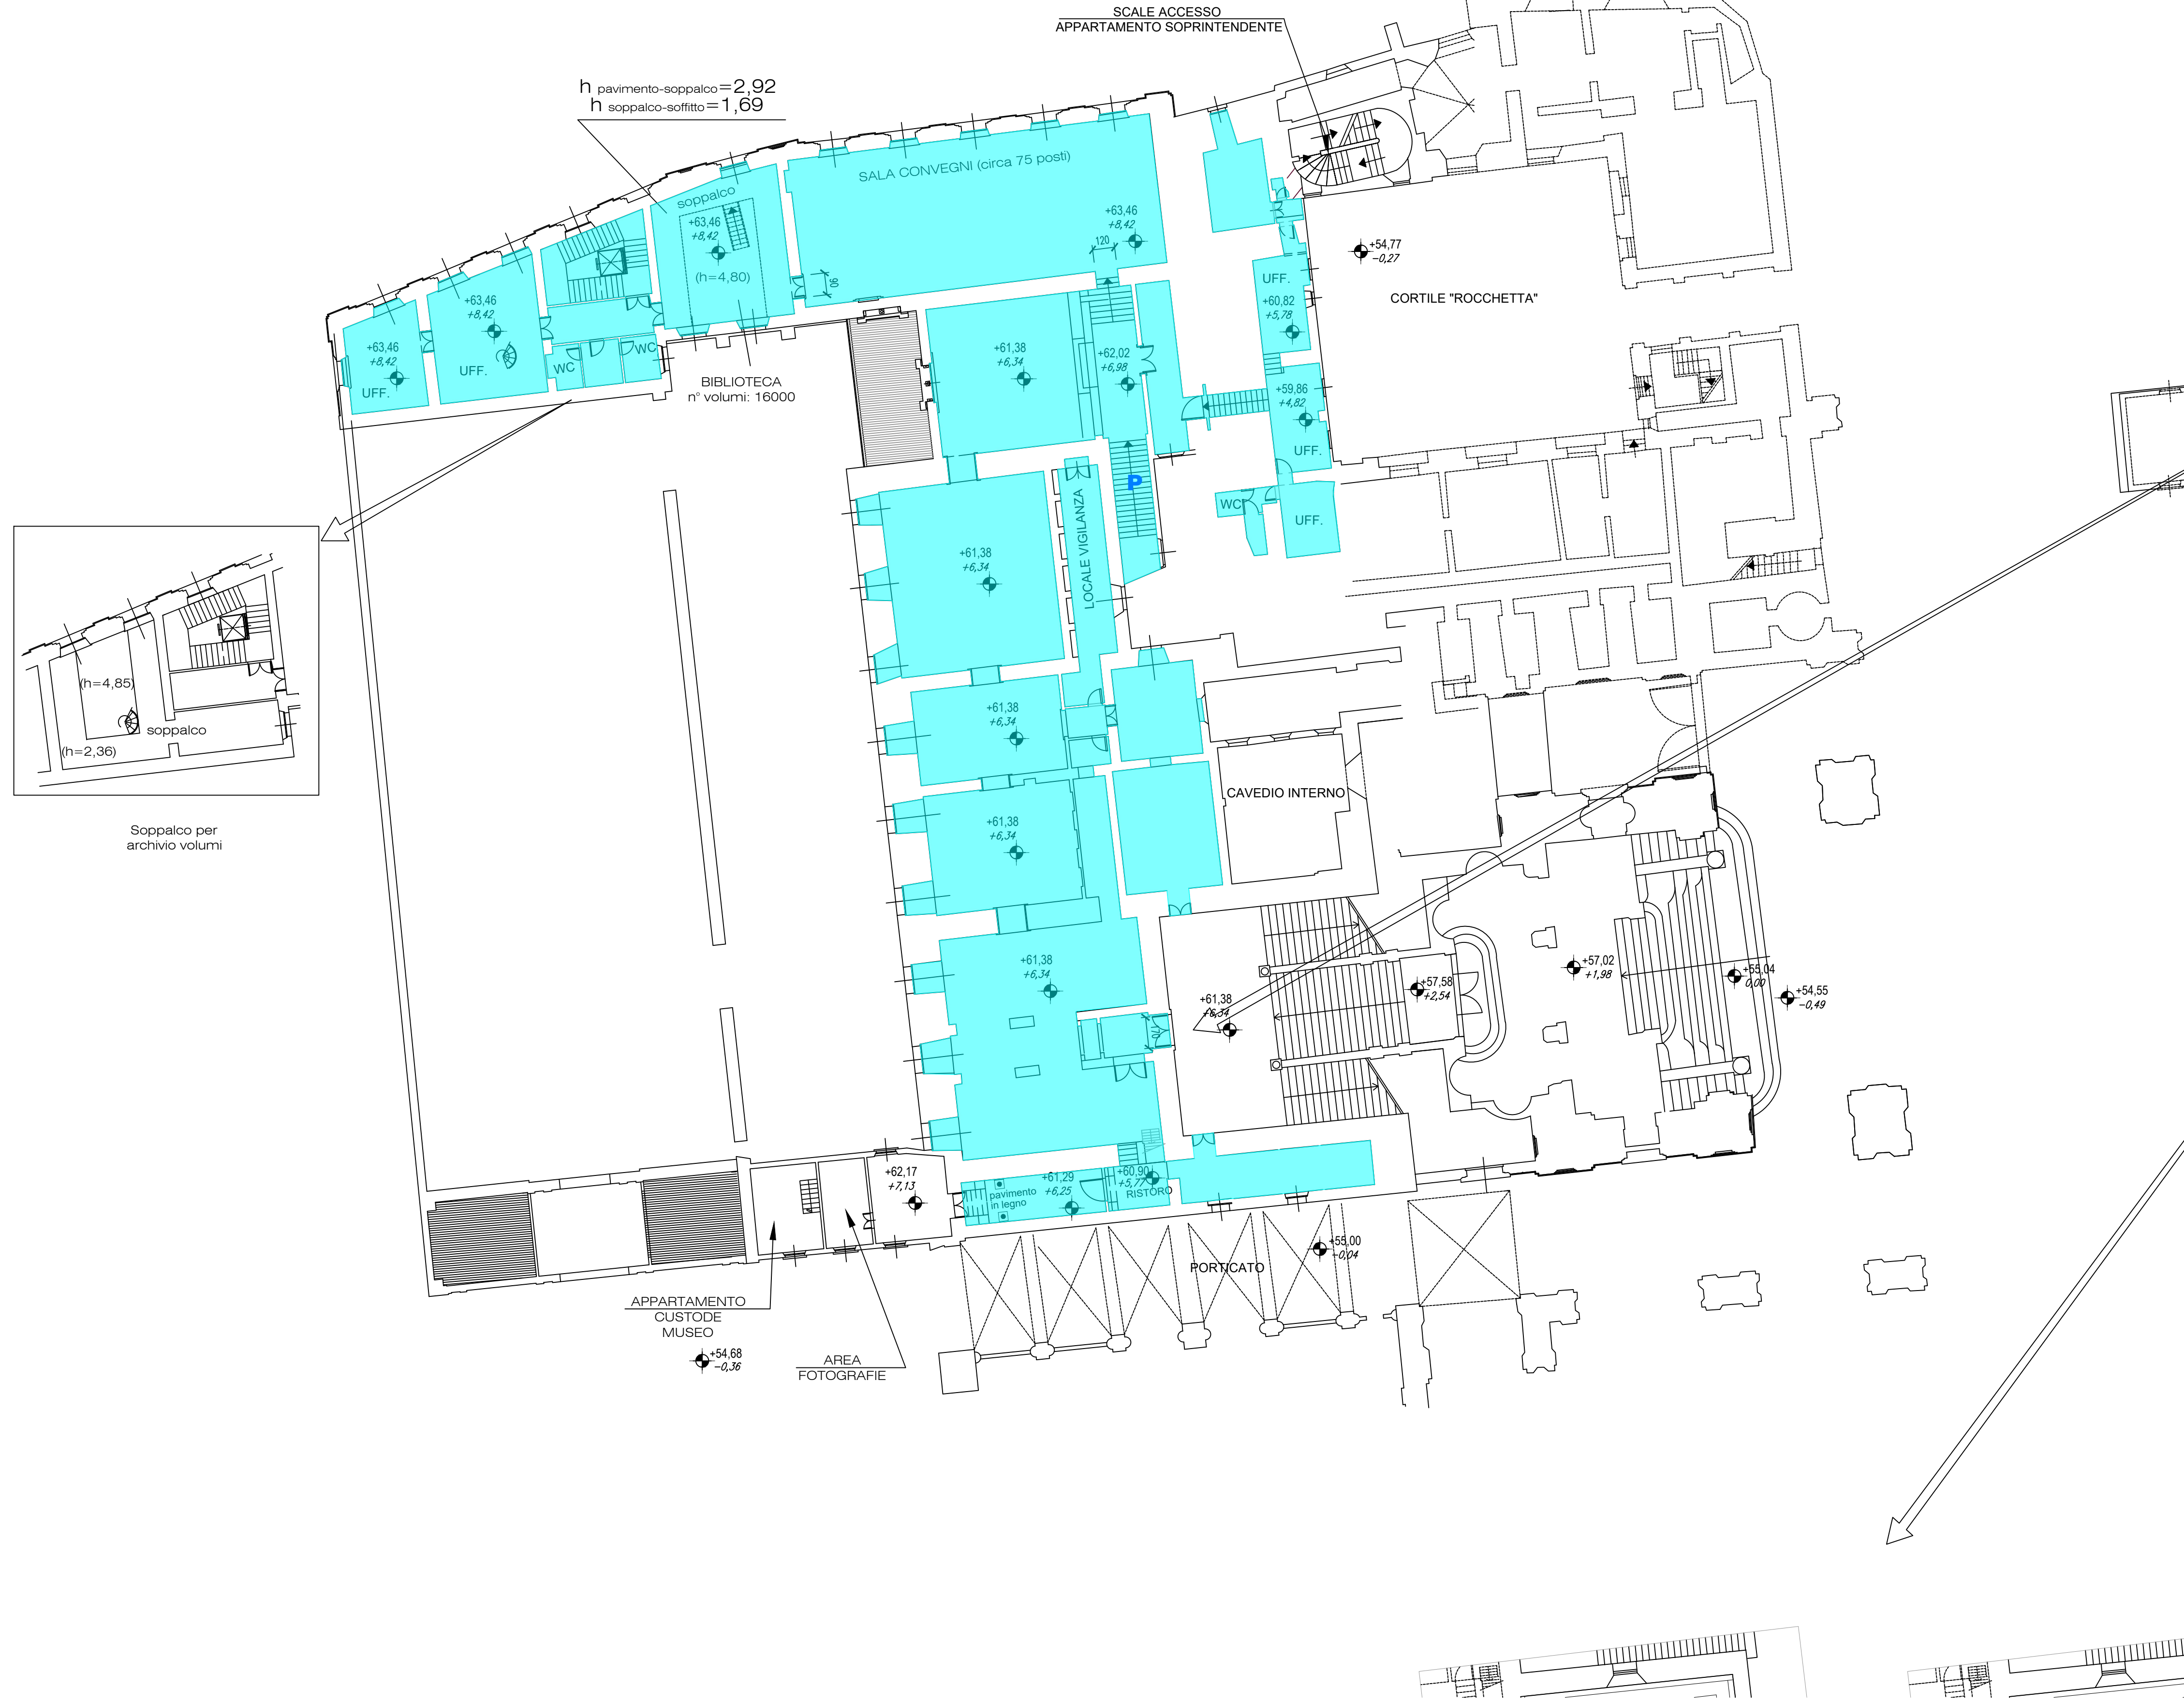 SCALE ACCESSO
APPARTAMENTO SOPRINTENDENTE
h pavimento-soppalco=2,92
h soppalco-soffitto=1,69
SALA CONVEGNI (circa 75 posti)
soppalco
+63,46
+8,42
(h=4,80)
+63,46
+8,42
120
90
+54,77
-0,27
CORTILE "ROCCHETTA"
UFF.
+60,82
+5,78
+63,46
+8,42
UFF.
+63,46
+8,42
UFF.
WC
WC
BIBLIOTECA
n° volumi: 16000
+61,38
+6,34
+62,02
+6,98
+59,86
+4,82
UFF.
P
WC
UFF.
LOCALE VIGILANZA
+61,38
+6,34
(h=4,85)
soppalco
(h=2,36)
Soppalco per
archivio volumi
+61,38
+6,34
+61,38
+6,34
CAVEDIO INTERNO
+61,38
+6,34
+61,38
+6,34
+57,58
+2,54
+57,02
+1,98
+55,04
0,00
+54,55
-0,49
170
+62,17
+7,13
pavimento
in legno
+61,29
+6,25
+60,90
+5,77
RISTORO
+55,00
-0,04
PORTICATO
APPARTAMENTO
CUSTODE
MUSEO
+54,68
-0,36
AREA
FOTOGRAFIE